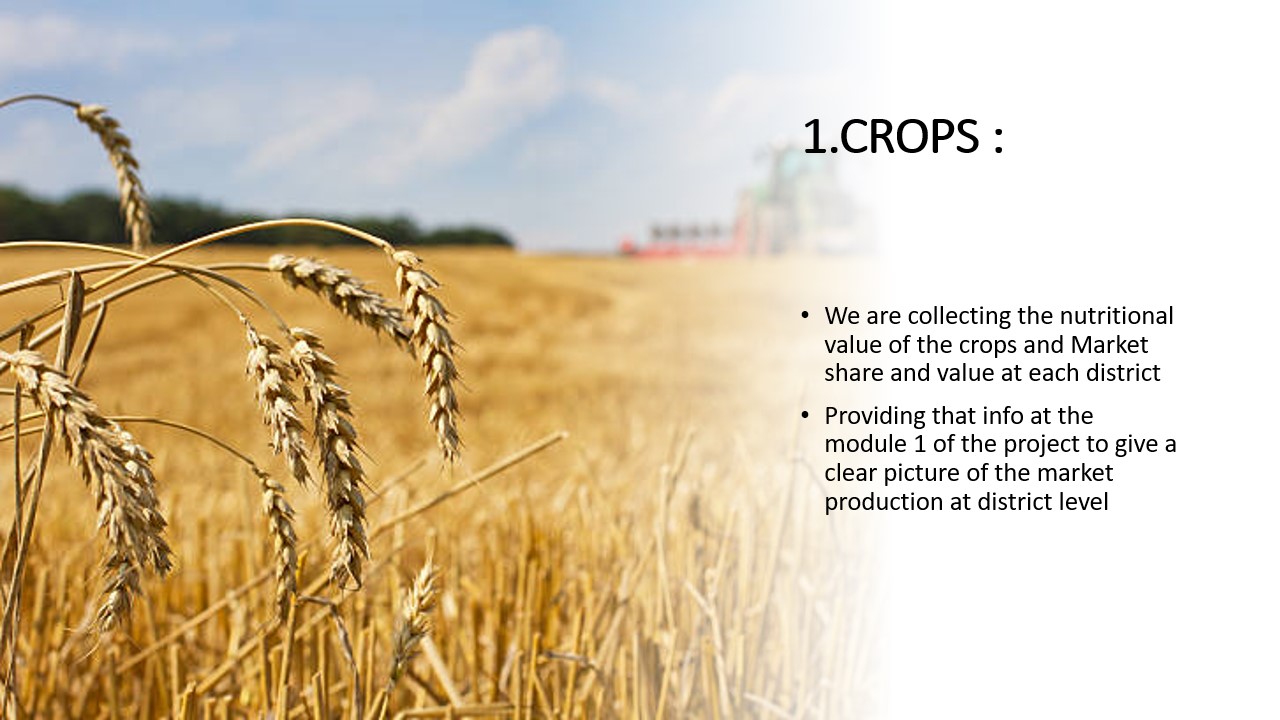 1.CROPS :
• We are collecting the nutritional
value of the crops and Market
share and value at each district
• Providing that info at the
module 1 of the project to give a
clear picture of the market
production at district level